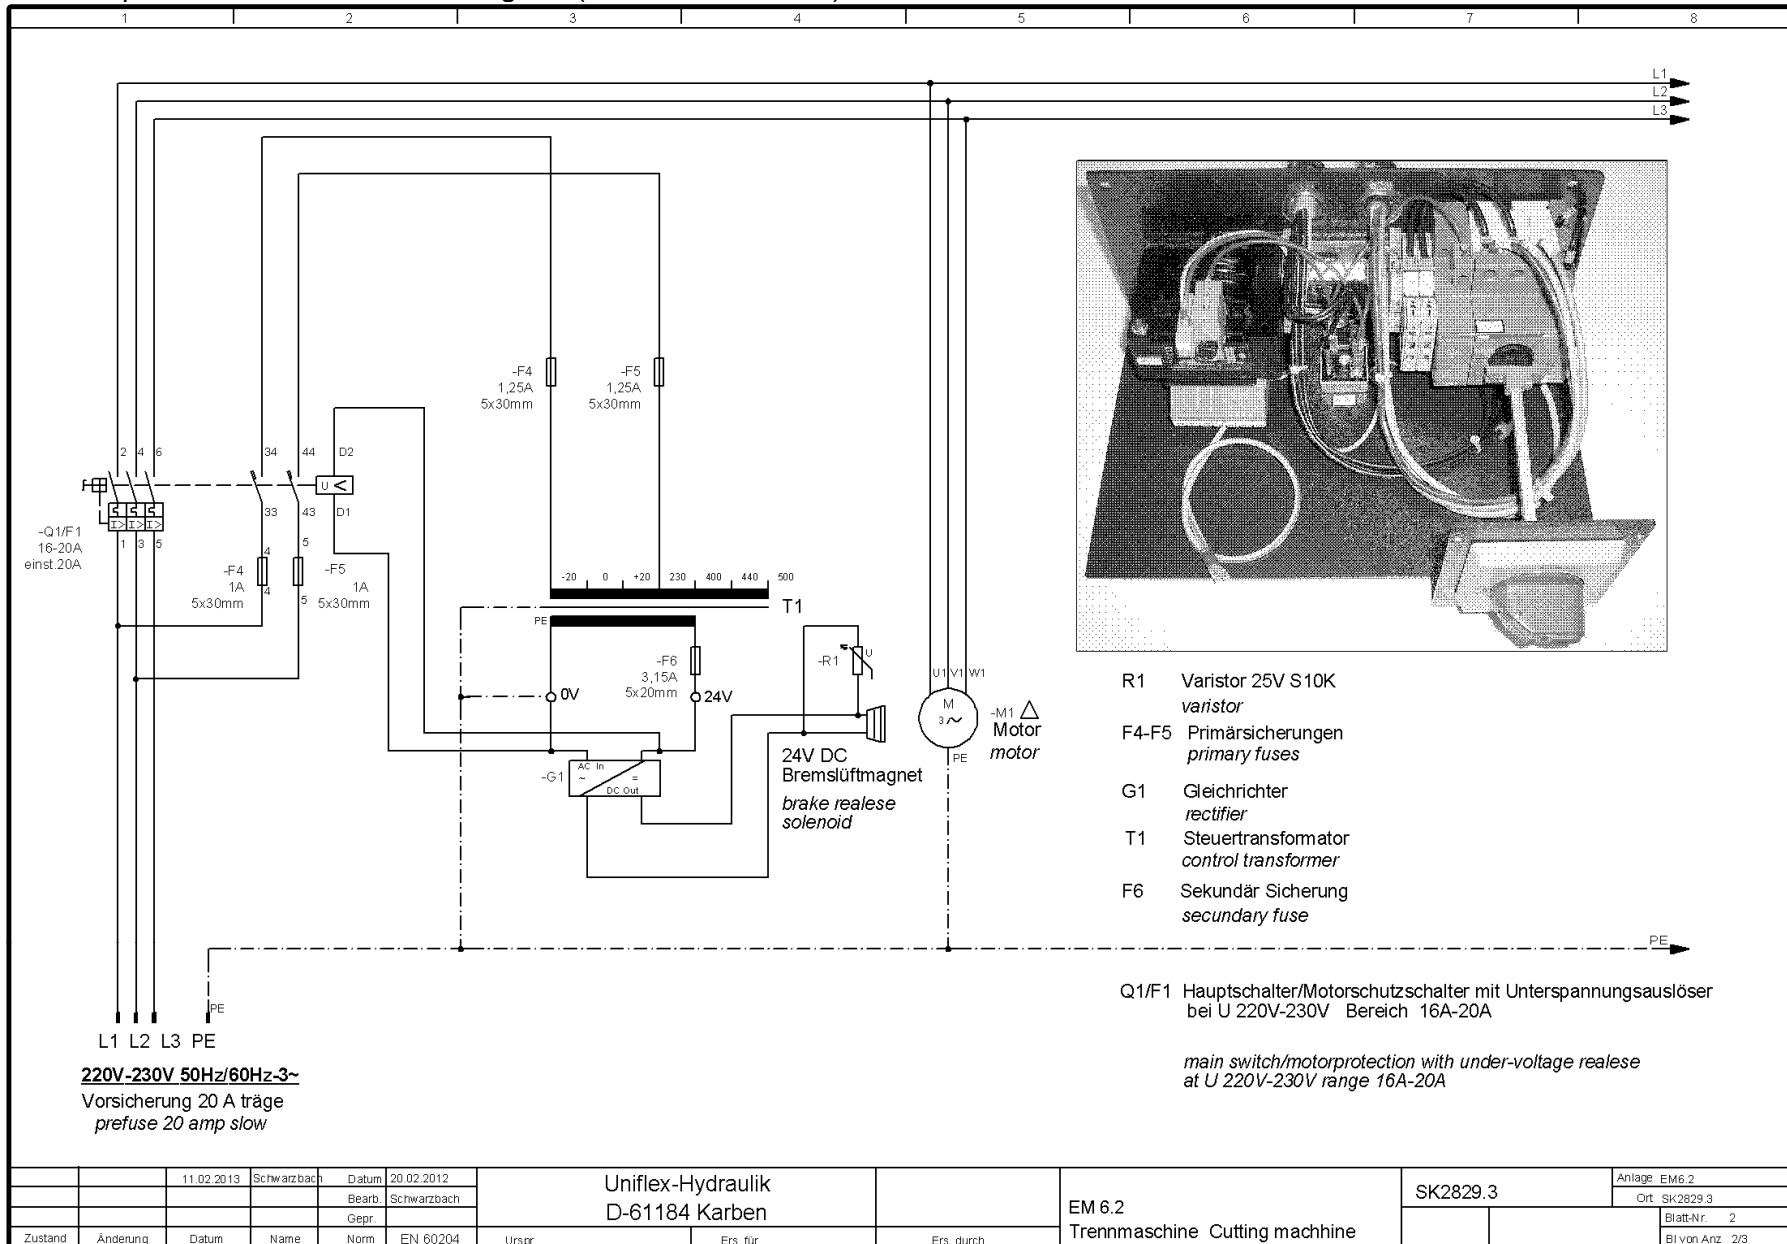 1 2 3 4 5 6 7 8
L1
L2
L3
-F4
1,25A
5x30mm
-F5
1,25A
5x30mm
2 4 6
34 44 D2
U <
33 43 D1
I> I> I>
-Q1/F1
16-20A
einst.20A
1 3 5
4 5
-F4
1A
5x30mm
4
-F5
1A
5x30mm
5
-20 0 +20 230 400 440 500
T1
PE
-F6
3,15A
5x20mm
0V
24V
-R1
U
U1 V1 W1
M
3 ~
-M1 △
Motor
motor
PE
-G1
AC In
~ =
DC Out
24V DC
Bremslüftmagnet
brake realese
solenoid
R1 Varistor 25V S10K
varistor
F4-F5 Primärsicherungen
primary fuses
G1 Gleichrichter
rectifier
T1 Steuertransformator
control transformer
F6 Sekundär Sicherung
secundary fuse
PE
PE
L1 L2 L3 PE
220V-230V 50Hz/60Hz-3~
Vorsicherung 20 A träge
prefuse 20 amp slow
Q1/F1 Hauptschalter/Motorschutzschalter mit Unterspannungsauslöser
bei U 220V-230V Bereich 16A-20A
main switch/motorprotection with under-voltage realese
at U 220V-230V range 16A-20A
11.02.2013 Schwarzbach Datum 20.02.2012
Bearb. Schwarzbach
Gepr.
Zustand Änderung Datum Name Norm EN 60204
Uniflex-Hydraulik
D-61184 Karben
Urspr. Ers. für Ers. durch
EM 6.2
Trennmaschine Cutting machhine
SK2829.3
Anlage EM6.2
Ort SK2829.3
Blatt-Nr. 2
Bl von Anz 2/3